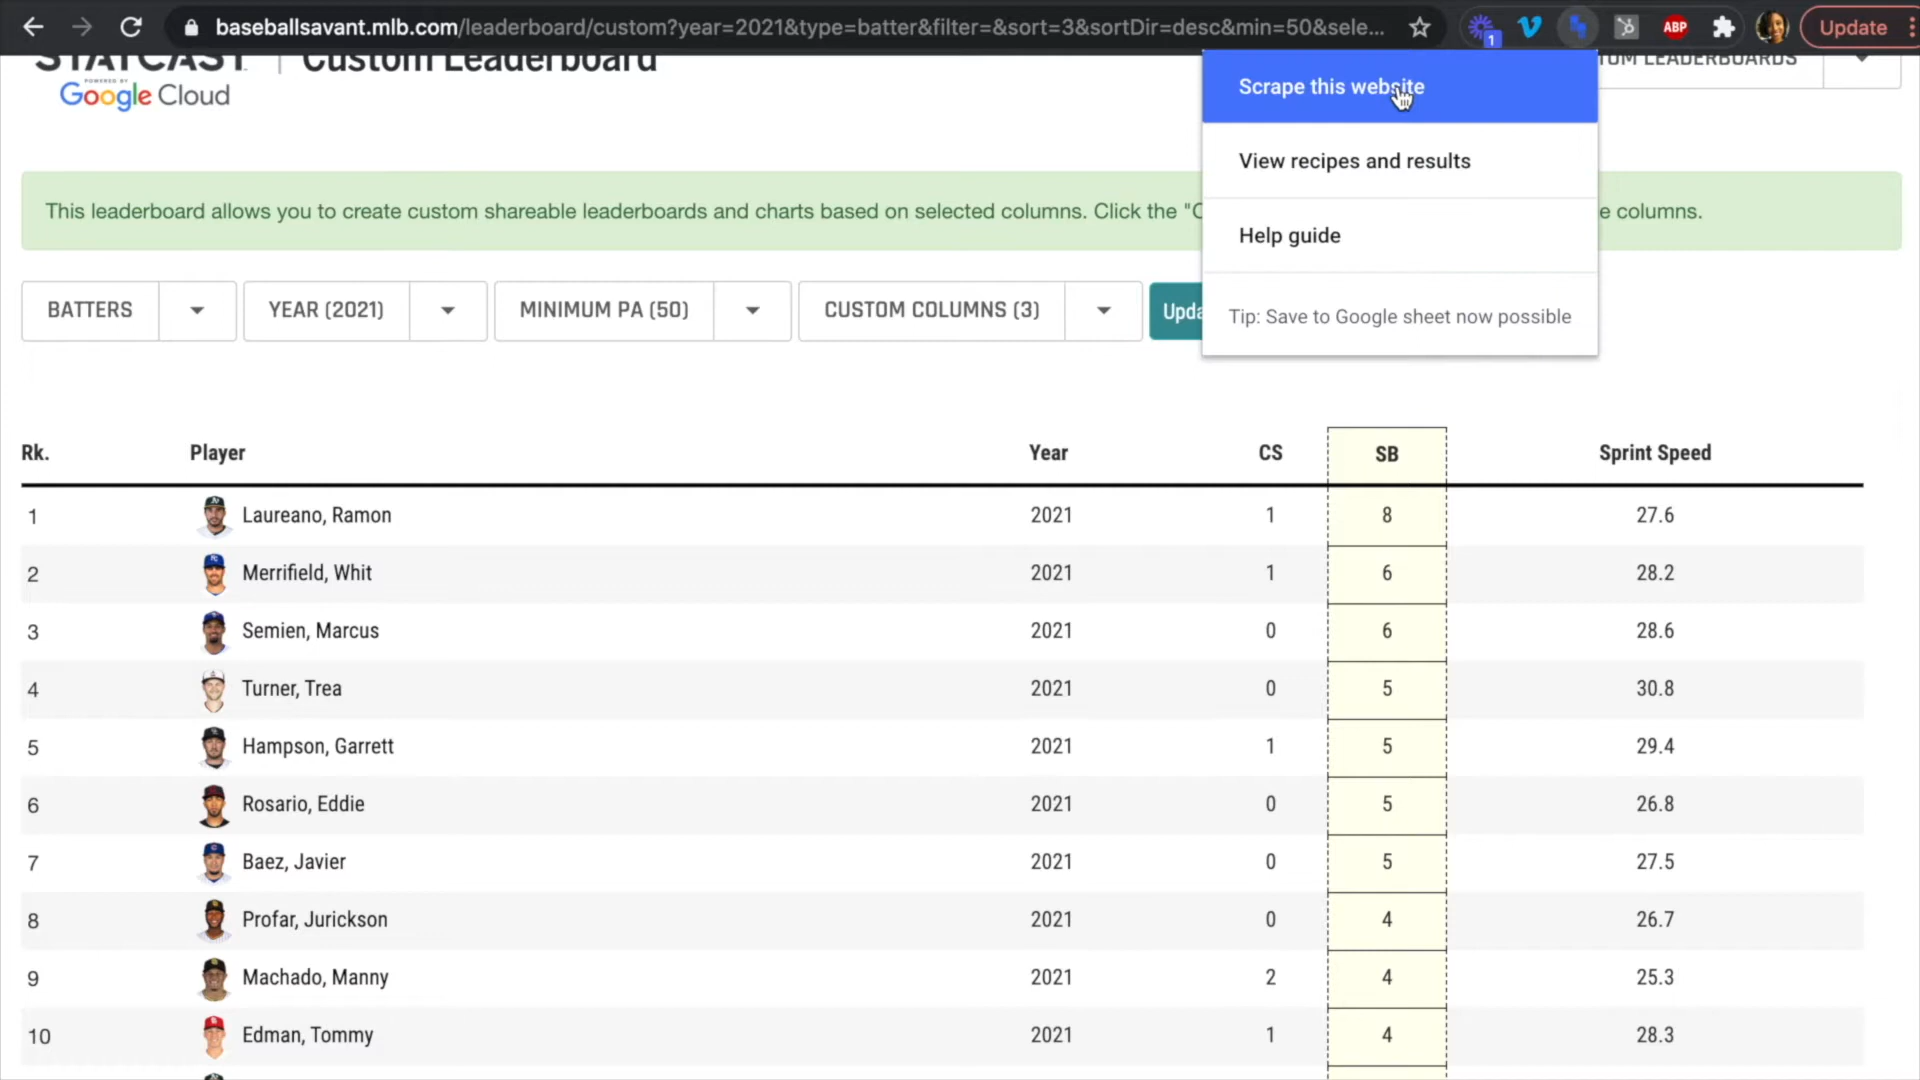 baseballsavant.mlb.com/leaderboard/custom?year=2021&type=batter&filter=&sort=3&sortDir=desc&min=50&sele...
1
ABP
Update
STATCAST | Custom Leaderboard
POWERED BY
Google Cloud
TOM LEADERBOARDS
Scrape this website
View recipes and results
Help guide
Tip: Save to Google sheet now possible
This leaderboard allows you to create custom shareable leaderboards and charts based on selected columns. Click the "C
e columns.
BATTERS YEAR (2021) MINIMUM PA (50) CUSTOM COLUMNS (3) Upda
Rk. Player Year CS SB Sprint Speed
1 Laureano, Ramon 2021 1 8 27.6
2 Merrifield, Whit 2021 1 6 28.2
3 Semien, Marcus 2021 0 6 28.6
4 Turner, Trea 2021 0 5 30.8
5 Hampson, Garrett 2021 1 5 29.4
6 Rosario, Eddie 2021 0 5 26.8
7 Baez, Javier 2021 0 5 27.5
8 Profar, Jurickson 2021 0 4 26.7
9 Machado, Manny 2021 2 4 25.3
10 Edman, Tommy 2021 1 4 28.3